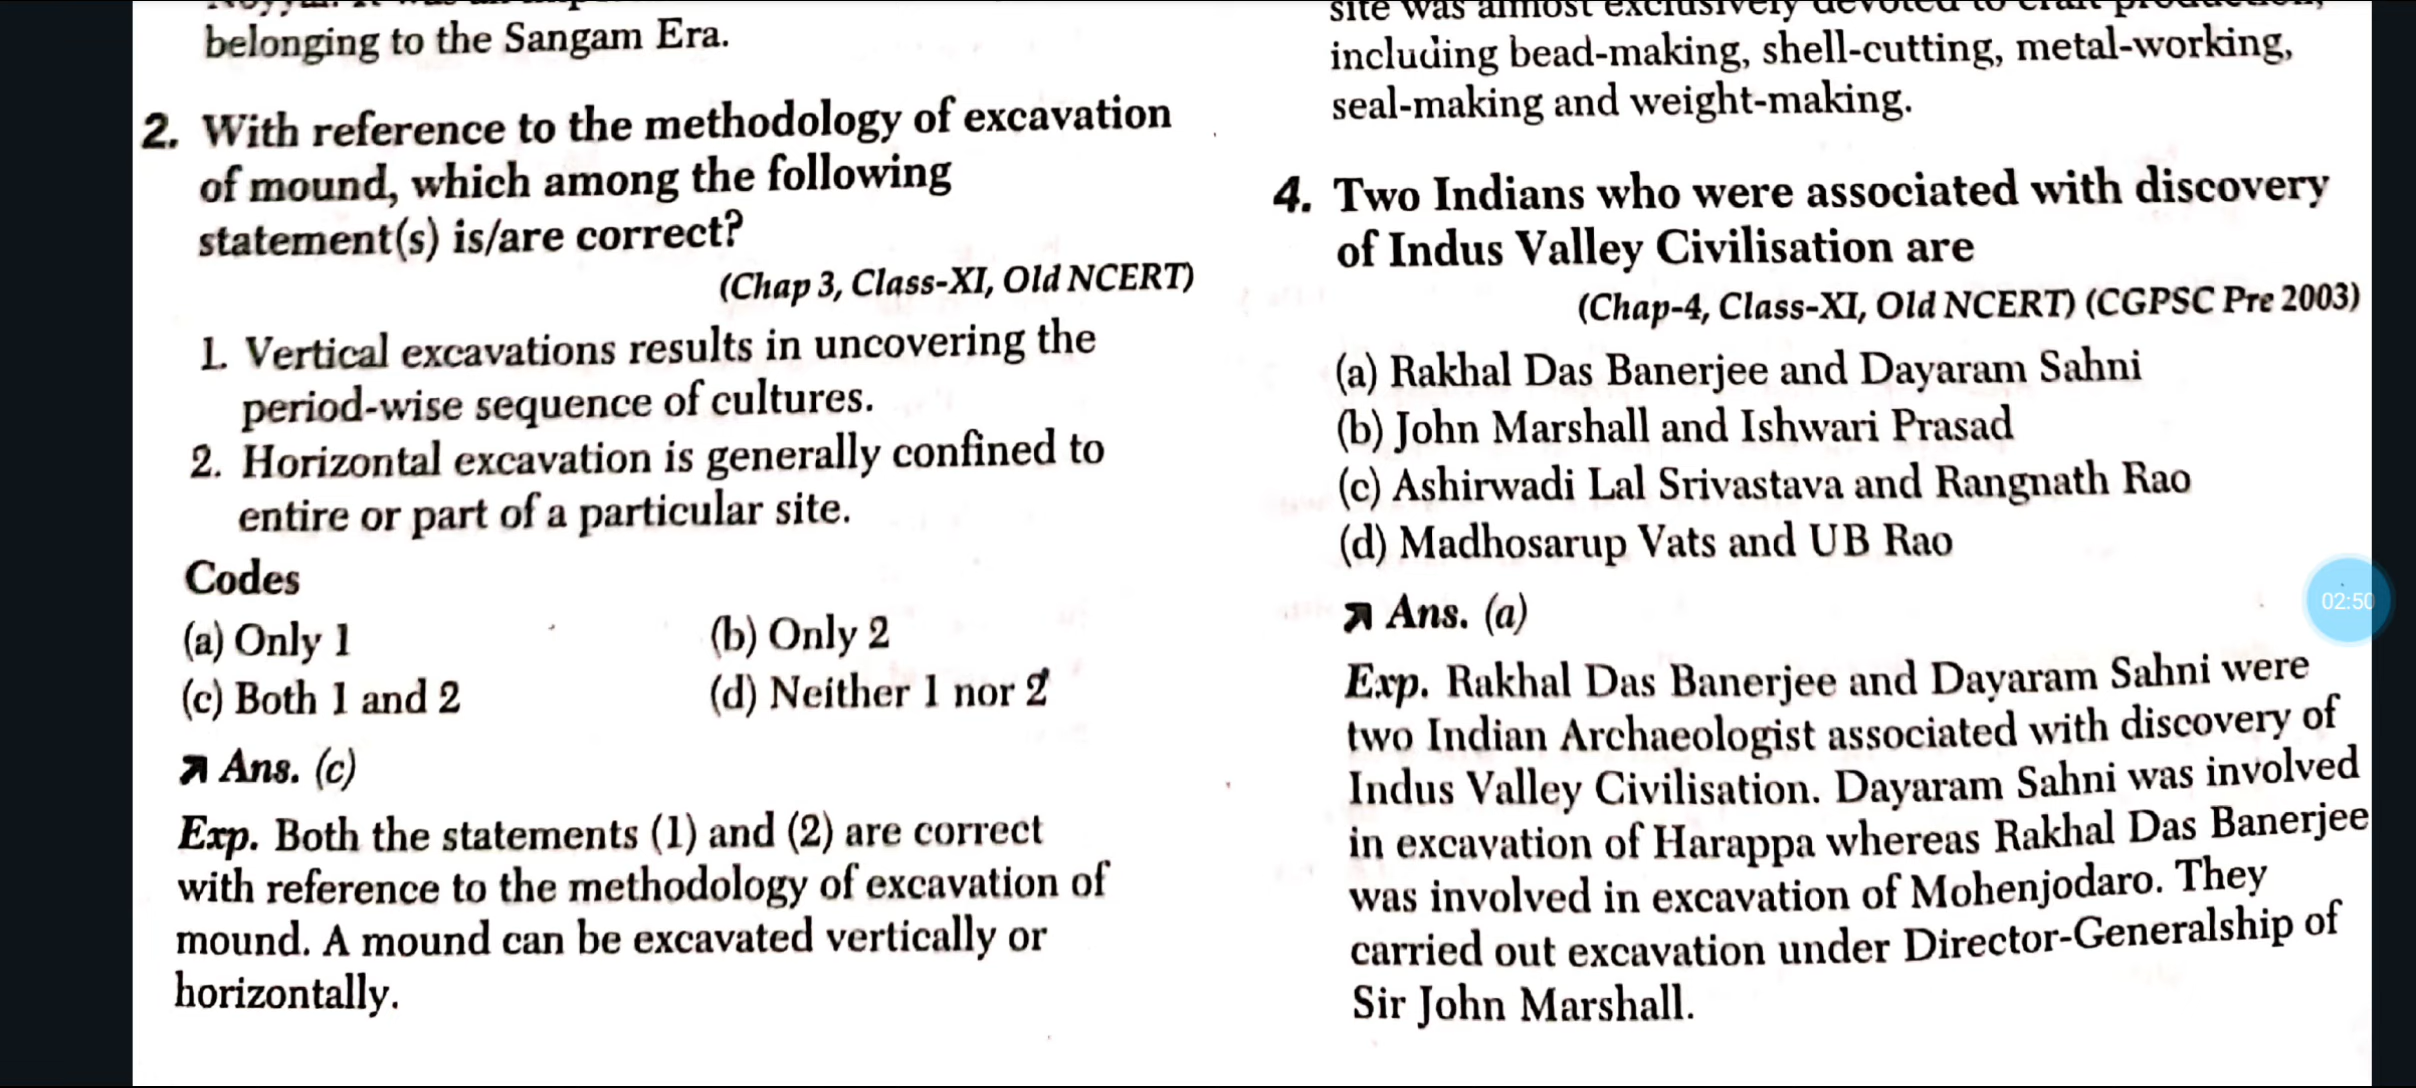 belonging to the Sangam Era.
2. With reference to the methodology of excavation
of mound, which among the following
statement(s) is/are correct?
(Chap 3, Class-XI, Old NCERT)
1. Vertical excavations results in uncovering the
period-wise sequence of cultures.
2. Horizontal excavation is generally confined to
entire or part of a particular site.
Codes
(a) Only 1 (b) Only 2
(c) Both 1 and 2 (d) Neither 1 nor 2
Ans. (c)
Exp. Both the statements (1) and (2) are correct
with reference to the methodology of excavation of
mound. A mound can be excavated vertically or
horizontally.
site was almost exclusively devoted to craft production,
including bead-making, shell-cutting, metal-working,
seal-making and weight-making.
4. Two Indians who were associated with discovery
of Indus Valley Civilisation are
(Chap-4, Class-XI, Old NCERT) (CGPSC Pre 2003)
(a) Rakhal Das Banerjee and Dayaram Sahni
(b) John Marshall and Ishwari Prasad
(c) Ashirwadi Lal Srivastava and Rangnath Rao
(d) Madhosarup Vats and UB Rao
Ans. (a)
Exp. Rakhal Das Banerjee and Dayaram Sahni were
two Indian Archaeologist associated with discovery of
Indus Valley Civilisation. Dayaram Sahni was involved
in excavation of Harappa whereas Rakhal Das Banerjee
was involved in excavation of Mohenjodaro. They
carried out excavation under Director-Generalship of
Sir John Marshall.
02:50